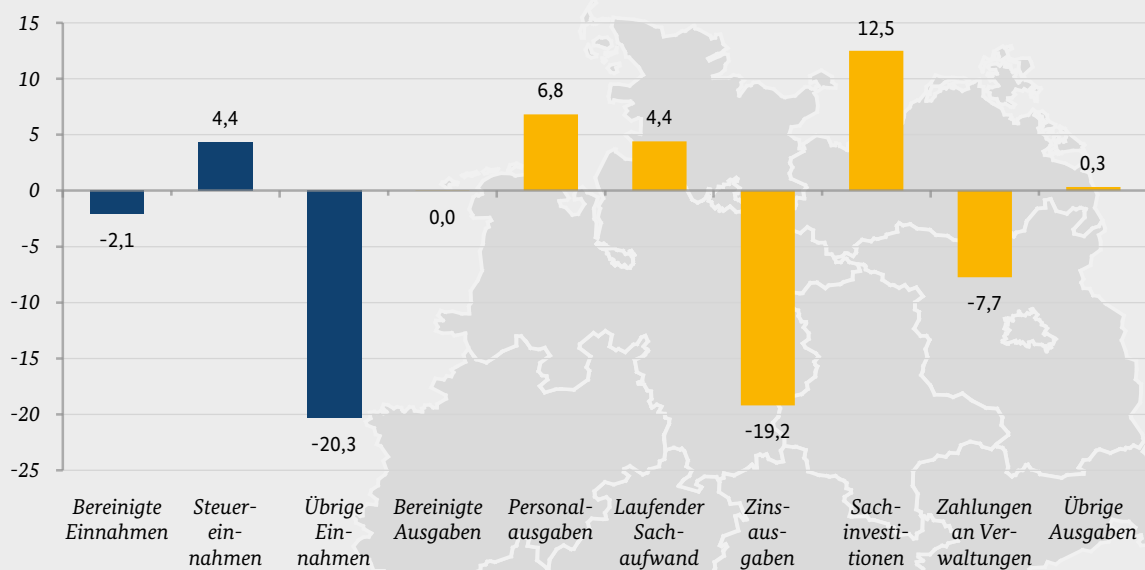 15
10
5
0
-5
-10
-15
-20
-25
-2,1
4,4
-20,3
0,0
6,8
4,4
-19,2
12,5
-7,7
0,3
Bereinigte
Einnahmen
Steuer-
ein-
nahmen
Übrige
Ein-
nahmen
Bereinigte
Ausgaben
Personal-
ausgaben
Laufender
Sach-
aufwand
Zins-
aus-
gaben
Sach-
investi-
tionen
Zahlungen
an Ver-
waltungen
Übrige
Ausgaben